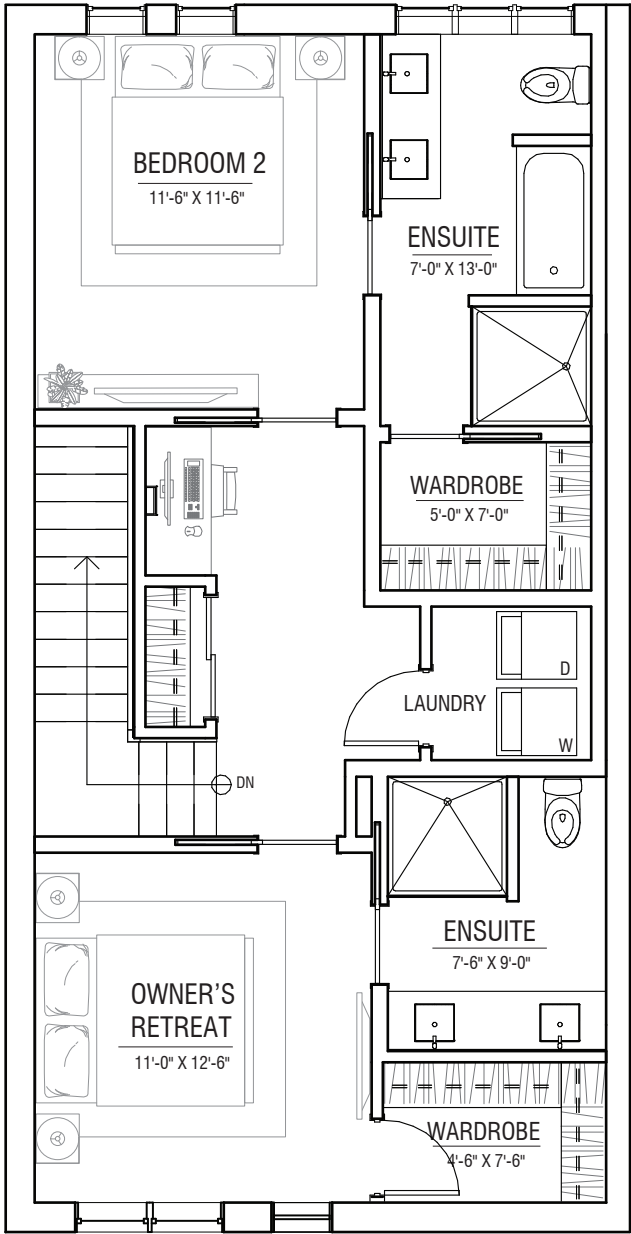 BEDROOM 2
11'-6" X 11'-6"
ENSUITE
7'-0" X 13'-0"
WARDROBE
5'-0" X 7'-0"
D
LAUNDRY
W
DN
ENSUITE
7'-6" X 9'-0"
OWNER'S
RETREAT
11'-0" X 12'-6"
WARDROBE
4'-6" X 7'-6"